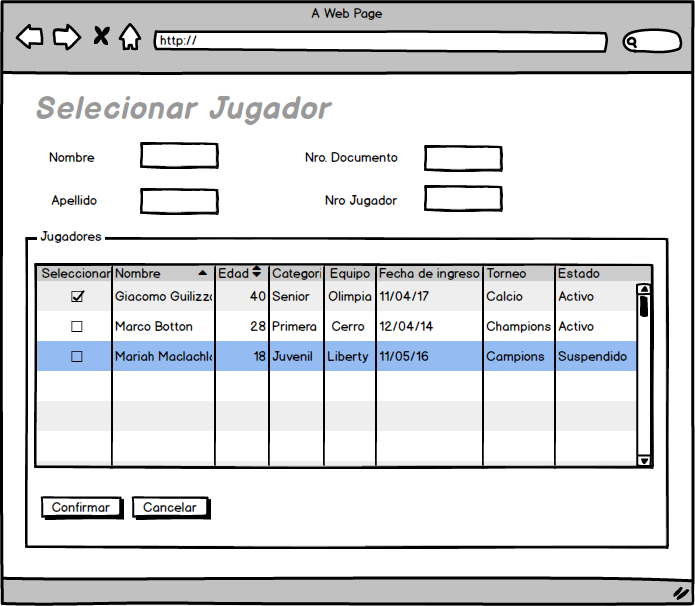 A Web Page
http://
Selecionar Jugador
Nombre Nro. Documento
Apellido Nro Jugador
Jugadores
Seleccionar Nombre Edad Categori Equipo Fecha de ingreso Torneo Estado
Giacomo Guilizzo 40 Senior Olimpia 11/04/17 Calcio Activo
Marco Botton 28 Primera Cerro 12/04/14 Champions Activo
Mariah Maclachla 18 Juvenil Liberty 11/05/16 Campions Suspendido
Confirmar Cancelar